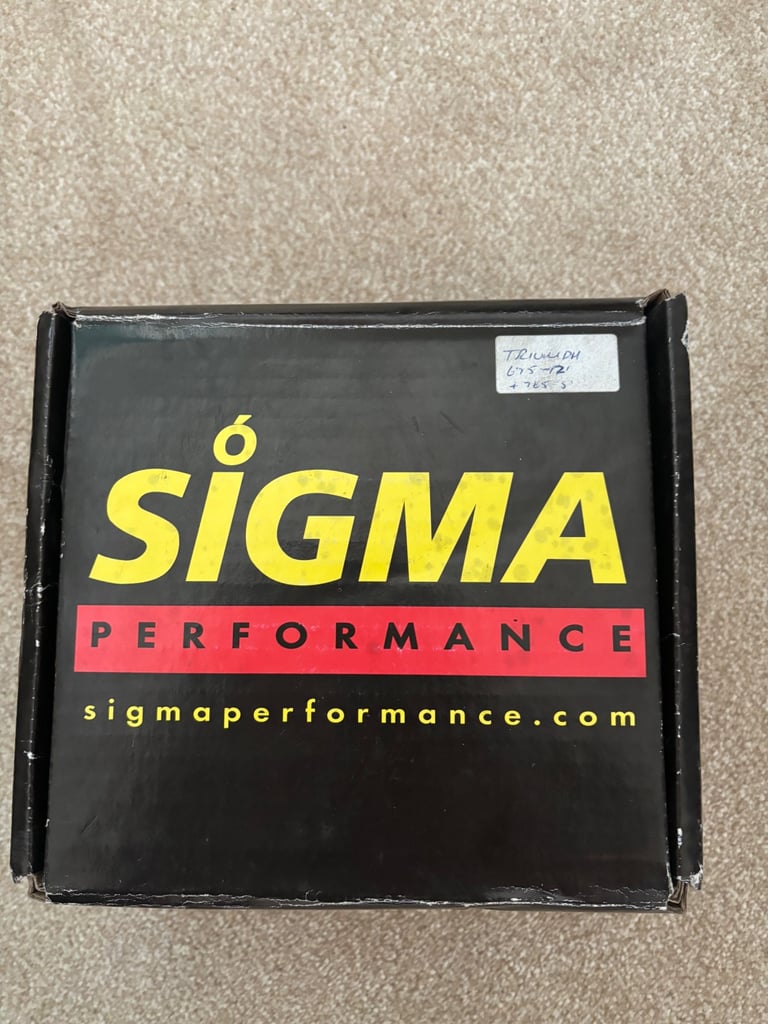 TRIUMPH
675-12'
+ 765 S
SIGMA
PERFORMANCE
sigmaperformance.com